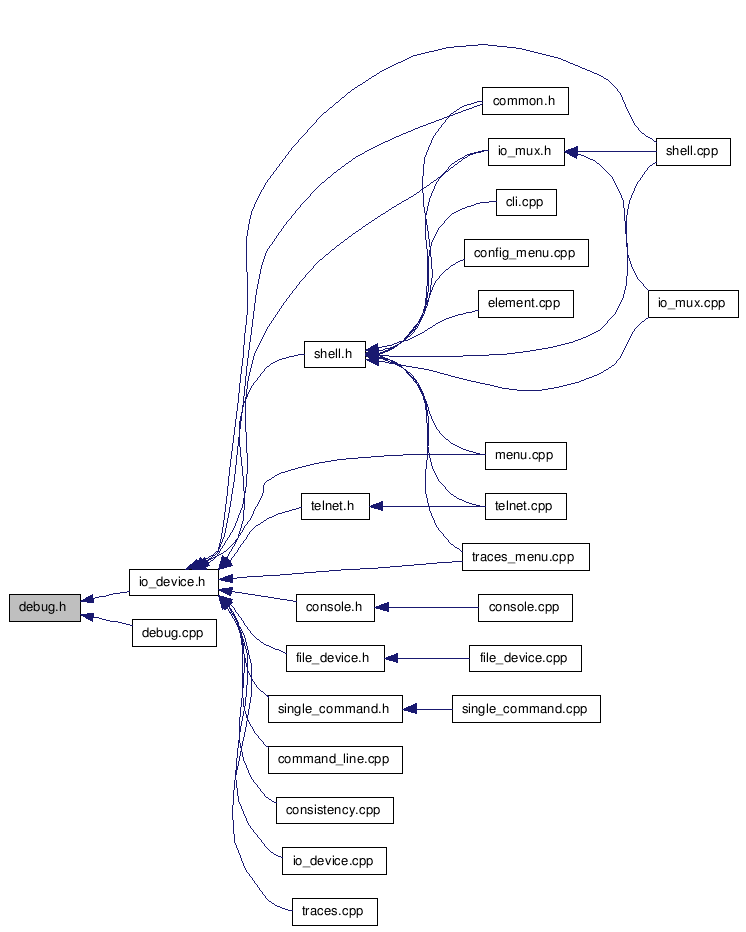 common.h
io_mux.h
shell.cpp
cli.cpp
config_menu.cpp
element.cpp
io_mux.cpp
shell.h
menu.cpp
telnet.h
telnet.cpp
traces_menu.cpp
io_device.h
debug.h
console.h
console.cpp
debug.cpp
file_device.h
file_device.cpp
single_command.h
single_command.cpp
command_line.cpp
consistency.cpp
io_device.cpp
traces.cpp